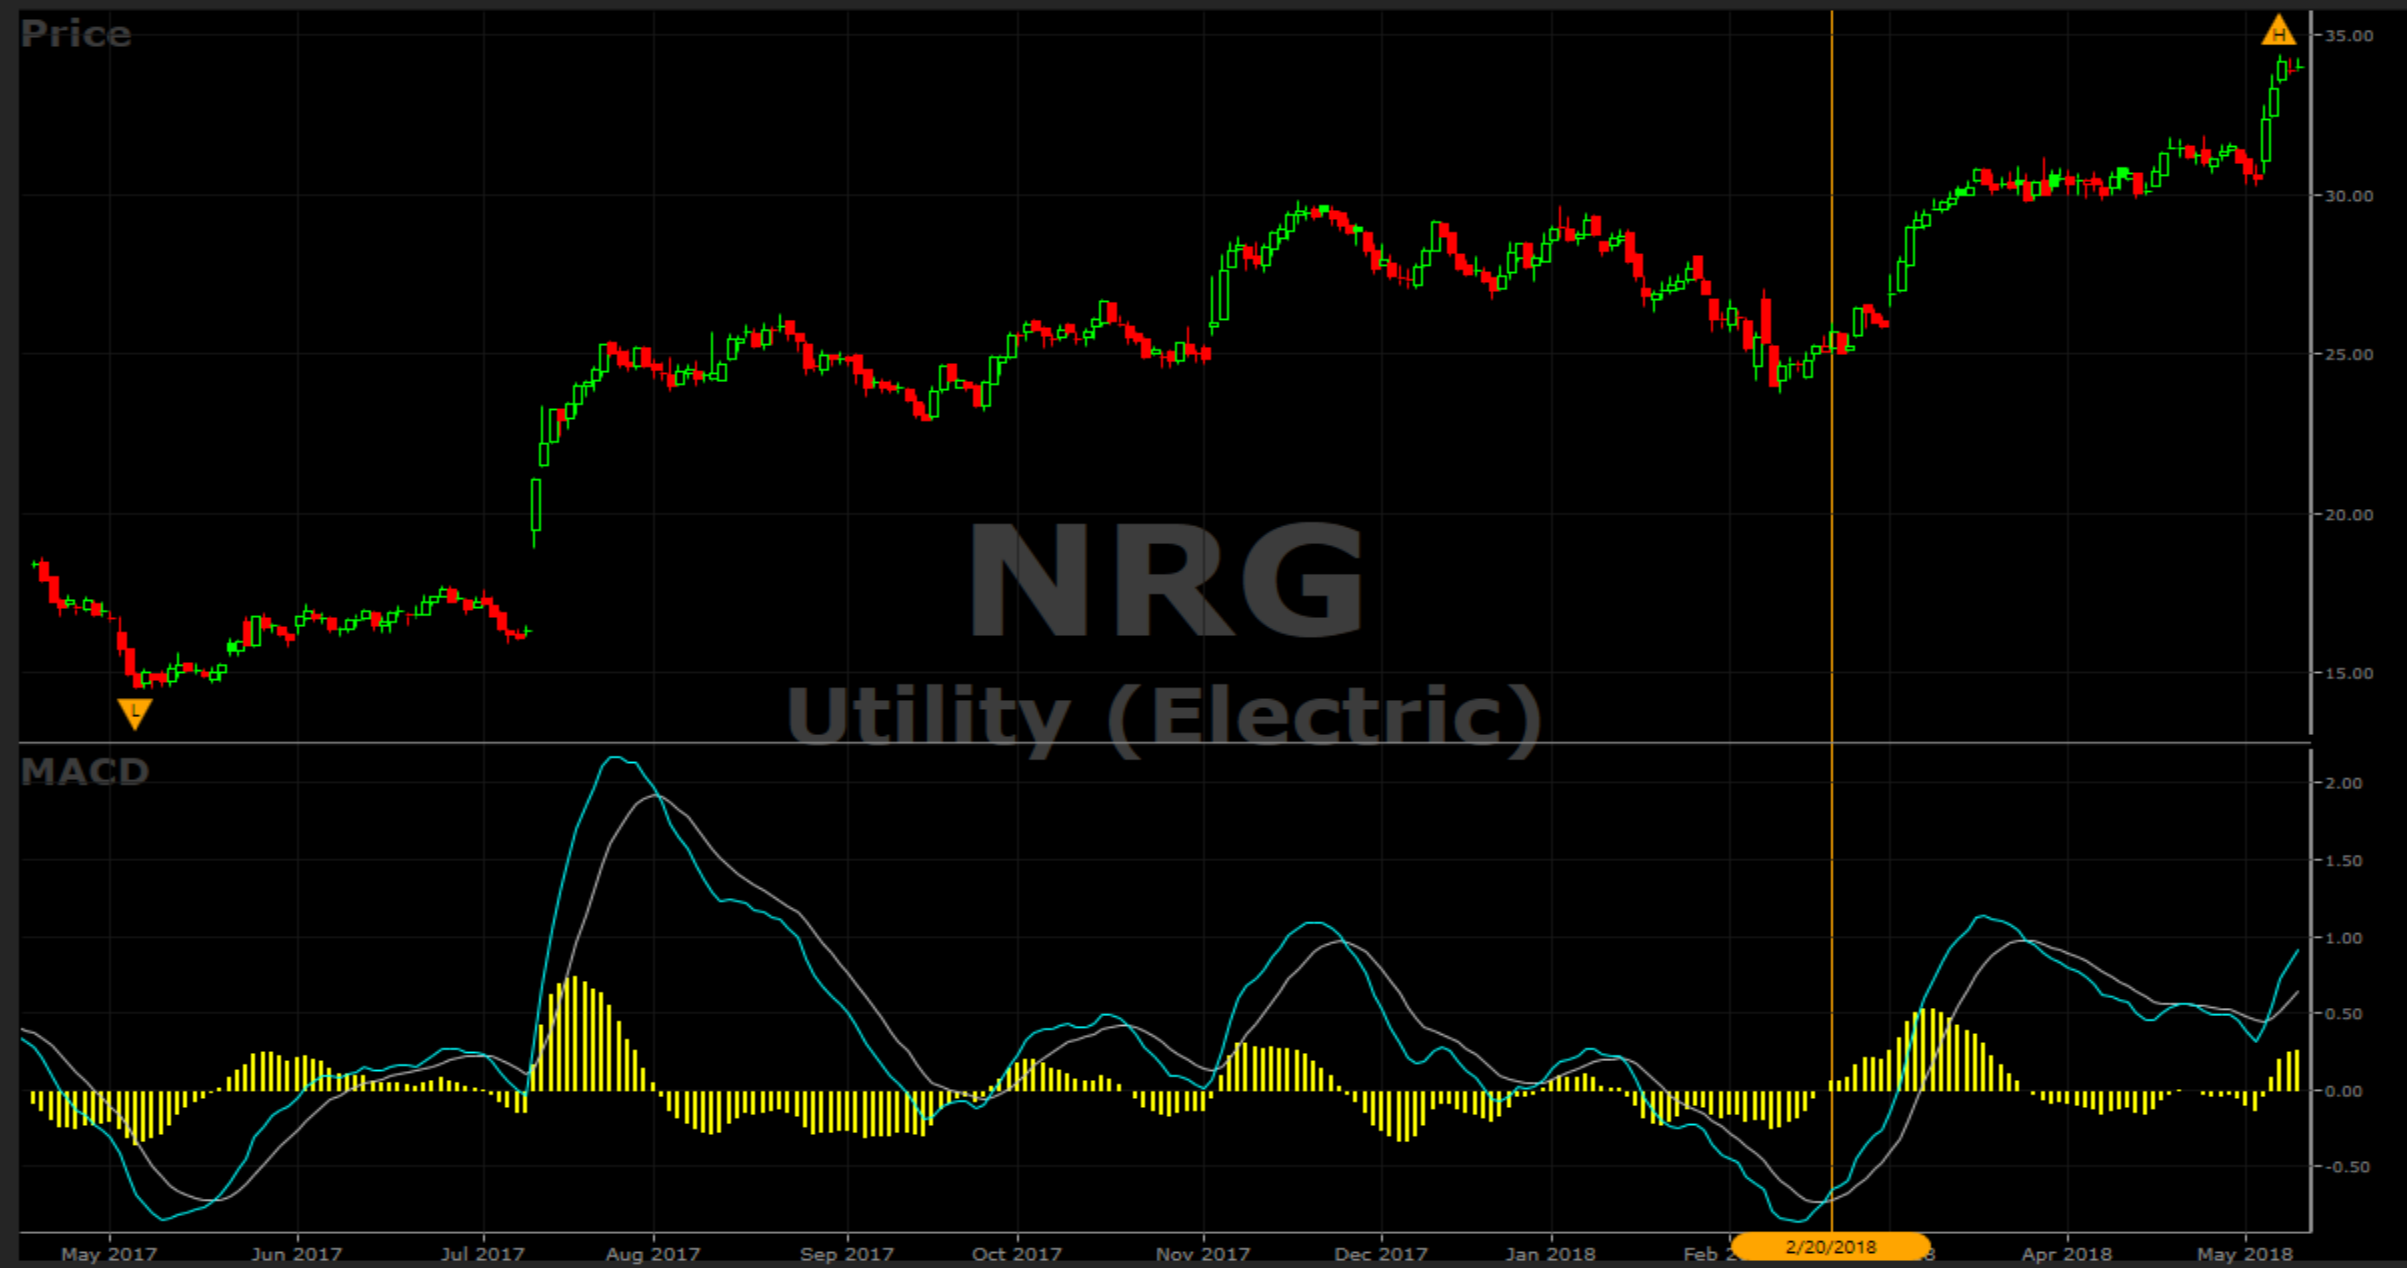 Price
H
35.00
30.00
25.00
20.00
15.00
NRG
Utility (Electric)
L
MACD
2.00
1.50
1.00
0.50
0.00
-0.50
May 2017 Jun 2017 Jul 2017 Aug 2017 Sep 2017 Oct 2017 Nov 2017 Dec 2017 Jan 2018 Feb 2 2/20/2018 8 Apr 2018 May 2018